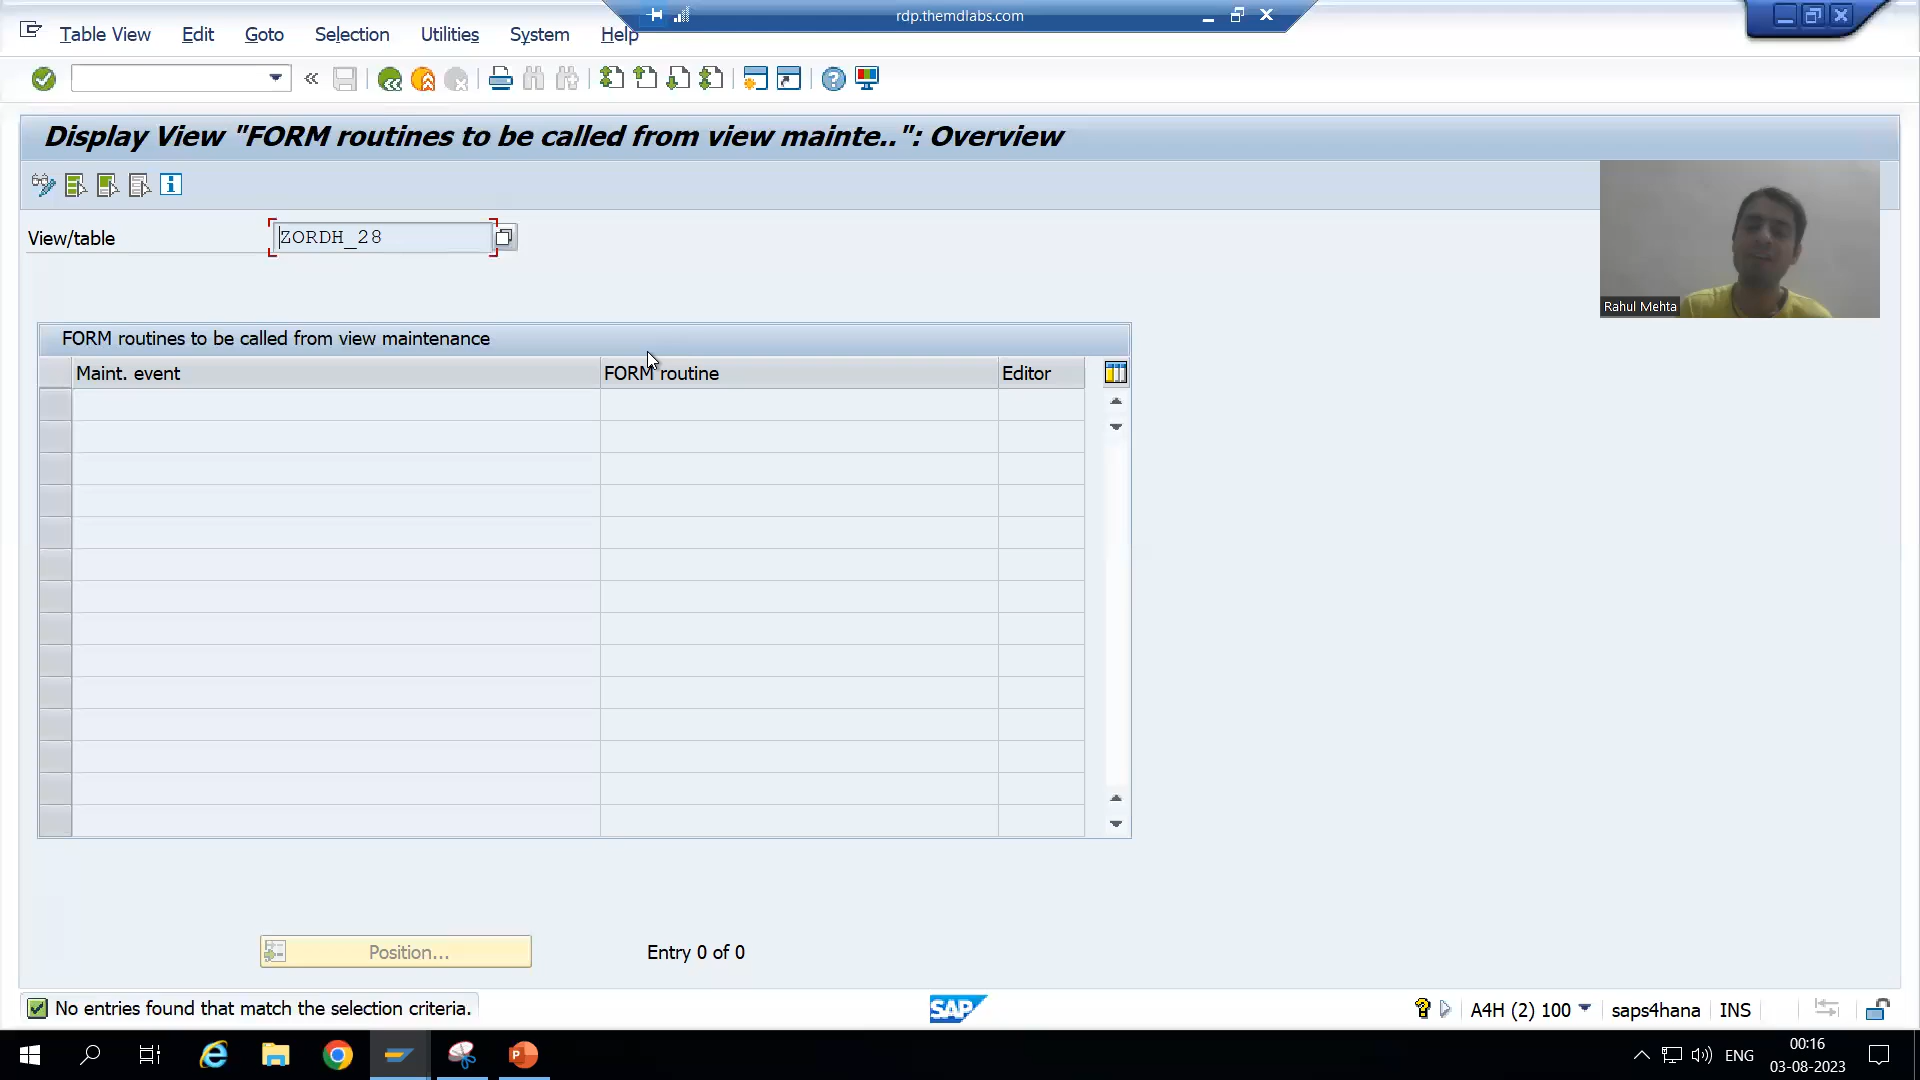 rdp.themdlabs.com
Table View Edit Goto Selection Utilities System Help
Display View "FORM routines to be called from view mainte..": Overview
View/table ZORDH_28
Rahul Mehta
FORM routines to be called from view maintenance
Maint. event FORM routine Editor
Position... Entry 0 of 0
No entries found that match the selection criteria.
SAP
A4H (2) 100 saps4hana INS
ENG
00:16
03-08-2023